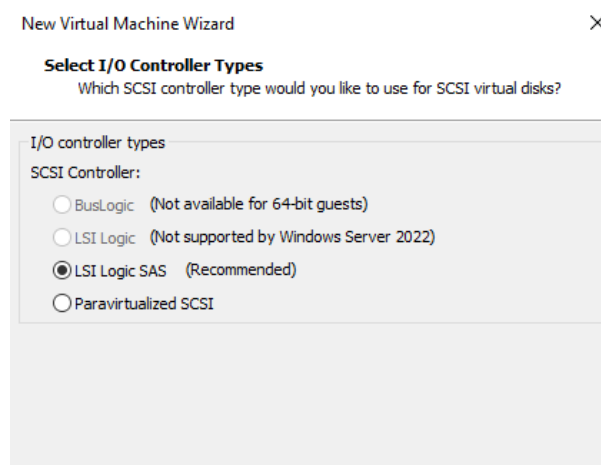 New Virtual Machine Wizard
Select I/O Controller Types
Which SCSI controller type would you like to use for SCSI virtual disks?
I/O controller types
SCSI Controller:
BusLogic (Not available for 64-bit guests)
LSI Logic (Not supported by Windows Server 2022)
LSI Logic SAS (Recommended)
Paravirtualized SCSI